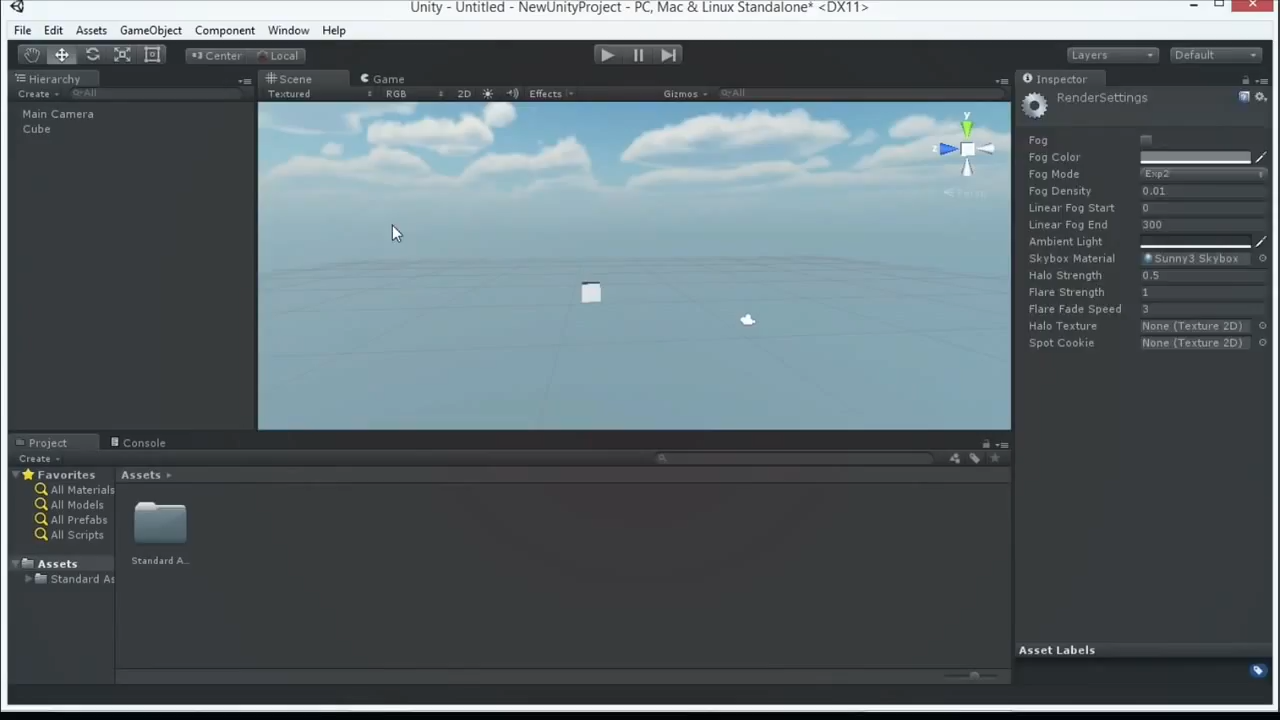 Unity - Untitled - NewUnityProject - PC, Mac & Linux Standalone* <DX11>
File Edit Assets GameObject Component Window Help
Center Local Layers Default
Hierarchy
Create All
Main Camera
Cube
Scene Game
Textured RGB 2D Effects Gizmos All
y
z
Persp
Inspector
RenderSettings
Fog
Fog Color
Fog Mode Exp2
Fog Density 0.01
Linear Fog Start 0
Linear Fog End 300
Ambient Light
Skybox Material Sunny3 Skybox
Halo Strength 0.5
Flare Strength 1
Flare Fade Speed 3
Halo Texture None (Texture 2D)
Spot Cookie None (Texture 2D)
Project Console
Create
Favorites
All Materials
All Models
All Prefabs
All Scripts
Assets
Standard As
Assets
Standard A...
Asset Labels